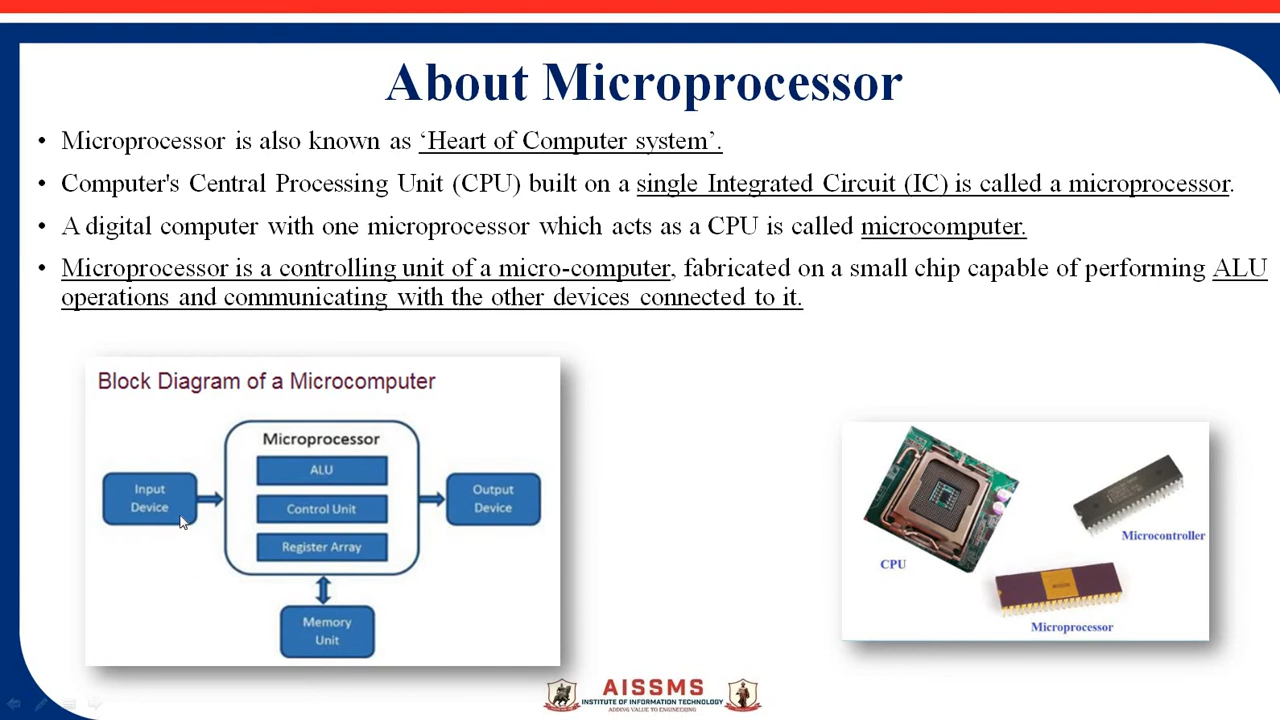 About Microprocessor
• Microprocessor is also known as ‘Heart of Computer system’.
• Computer's Central Processing Unit (CPU) built on a single Integrated Circuit (IC) is called a microprocessor.
• A digital computer with one microprocessor which acts as a CPU is called microcomputer.
• Microprocessor is a controlling unit of a micro-computer, fabricated on a small chip capable of performing ALU
operations and communicating with the other devices connected to it.
Block Diagram of a Microcomputer
Microprocessor
ALU
Input
Device
Control Unit
Output
Device
Register Array
Memory
Unit
CPU
Microcontroller
Microprocessor
AISSMS
INSTITUTE OF INFORMATION TECHNOLOGY
ADDING VALUE TO ENGINEERING